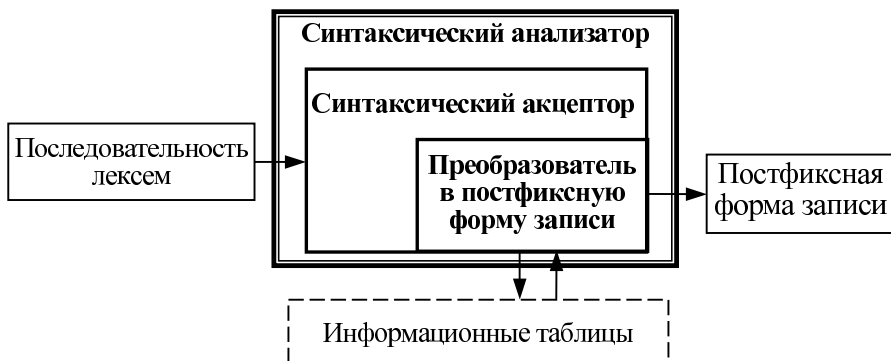 Синтаксический анализатор
Синтаксический акцептор
Последовательность
лексем
Преобразователь
в постфиксную
форму записи
Постфиксная
форма записи
Информационные таблицы